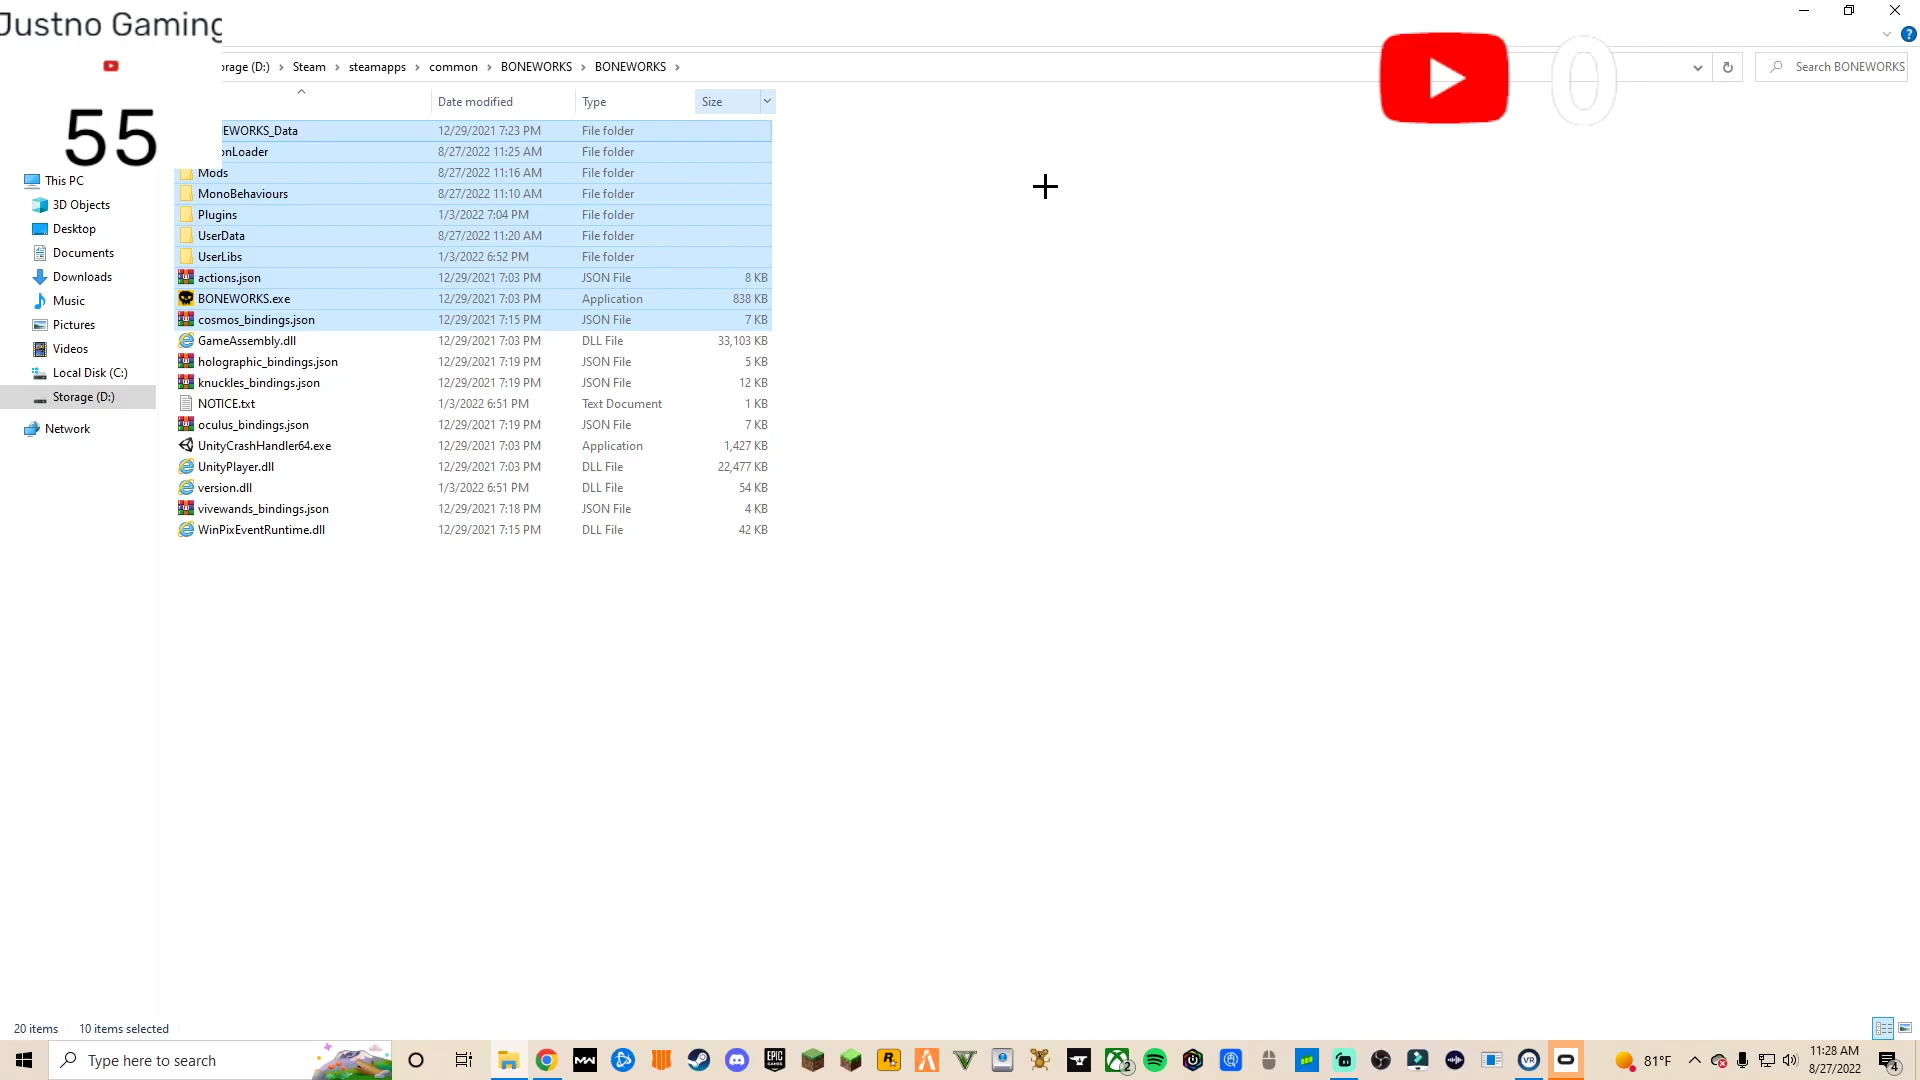 Justno Gaming
55
0
orage (D:) > Steam > steamapps > common > BONEWORKS > BONEWORKS >
Search BONEWORKS
Date modified Type Size
EWORKS_Data 12/29/2021 7:23 PM File folder
onLoader 8/27/2022 11:25 AM File folder
Mods 8/27/2022 11:16 AM File folder
MonoBehaviours 8/27/2022 11:10 AM File folder
Plugins 1/3/2022 7:04 PM File folder
UserData 8/27/2022 11:20 AM File folder
UserLibs 1/3/2022 6:52 PM File folder
actions.json 12/29/2021 7:03 PM JSON File 8 KB
BONEWORKS.exe 12/29/2021 7:03 PM Application 838 KB
cosmos_bindings.json 12/29/2021 7:15 PM JSON File 7 KB
GameAssembly.dll 12/29/2021 7:03 PM DLL File 33,103 KB
holographic_bindings.json 12/29/2021 7:19 PM JSON File 5 KB
knuckles_bindings.json 12/29/2021 7:19 PM JSON File 12 KB
NOTICE.txt 1/3/2022 6:51 PM Text Document 1 KB
oculus_bindings.json 12/29/2021 7:19 PM JSON File 7 KB
UnityCrashHandler64.exe 12/29/2021 7:03 PM Application 1,427 KB
UnityPlayer.dll 12/29/2021 7:03 PM DLL File 22,477 KB
version.dll 1/3/2022 6:51 PM DLL File 54 KB
vivewands_bindings.json 12/29/2021 7:18 PM JSON File 4 KB
WinPixEventRuntime.dll 12/29/2021 7:15 PM DLL File 42 KB
This PC
3D Objects
Desktop
Documents
Downloads
Music
Pictures
Videos
Local Disk (C:)
Storage (D:)
Network
20 items 10 items selected
Type here to search
MW
EPIC GAMES
R
2
VR
81°F
11:28 AM
8/27/2022
4